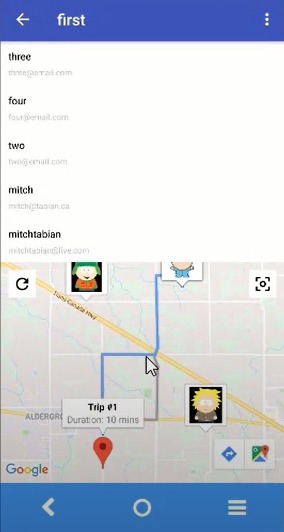 first
three
three@email.com
four
four@email.com
two
two@email.com
mitch
mitch@tabian.ca
mitchtabian
mitchtabian@live.com
Trans-Canada Hwy
ALDERGRO
Trip #1
Duration: 10 mins
Google